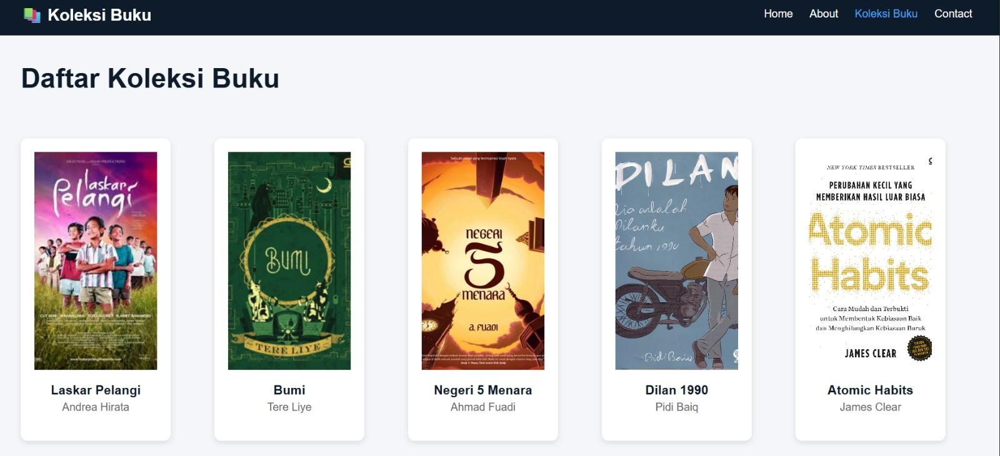 Koleksi Buku
Home About Koleksi Buku Contact
Daftar Koleksi Buku
laskar
Pelangi
Laskar Pelangi
Andrea Hirata
BUMI
TERE LIYE
Bumi
Tere Liye
Sebuah novel yang terinspirasi kisah nyata
NEGERI
5
MENARA
A. FUADI
Negeri 5 Menara
Ahmad Fuadi
DILAN
Dia adalah
Dilanku
tahun 1990
Pidi Baiq
Dilan 1990
Pidi Baiq
NEW YORK TIMES BESTSELLER
PERUBAHAN KECIL YANG
MEMBERIKAN HASIL LUAR BIASA
Atomic
Habits
Cara Mudah dan Terbukti
untuk Membentuk Kebiasaan Baik
dan Menghilangkan Kebiasaan Buruk
JAMES CLEAR
Atomic Habits
James Clear